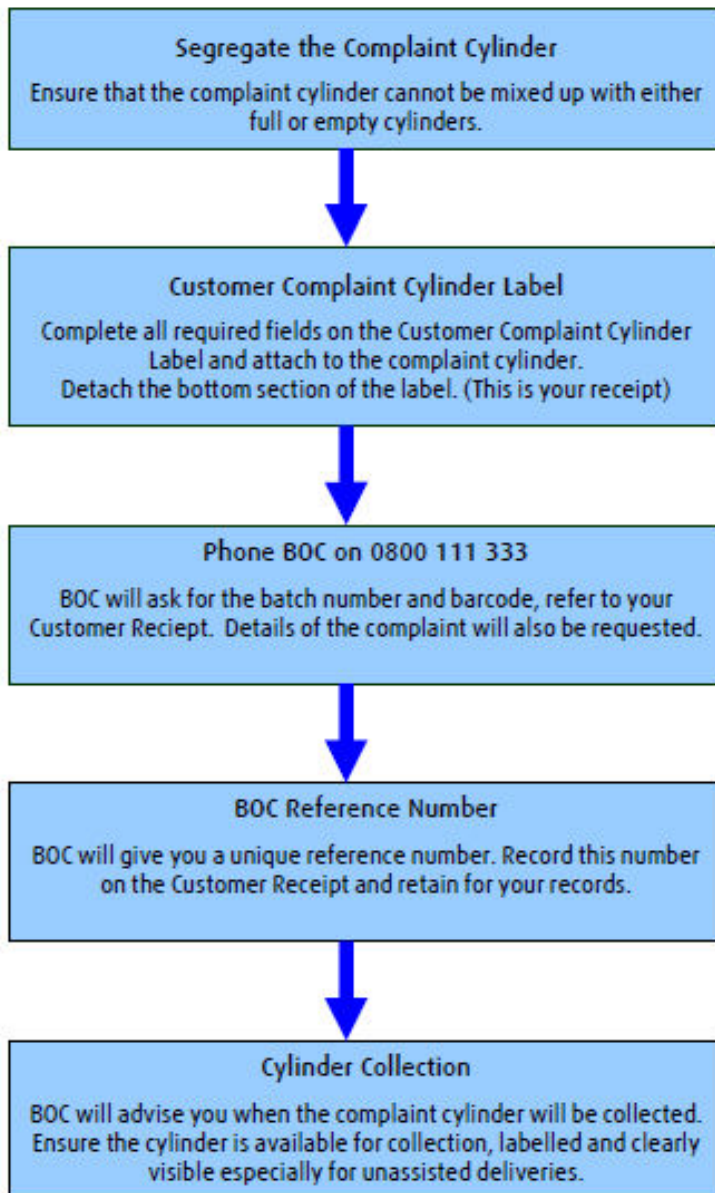 Segregate the Complaint Cylinder
Ensure that the complaint cylinder cannot be mixed up with either
full or empty cylinders.
Customer Complaint Cylinder Label
Complete all required fields on the Customer Complaint Cylinder
Label and attach to the complaint cylinder.
Detach the bottom section of the label. (This is your receipt)
Phone BOC on 0800 111 333
BOC will ask for the batch number and barcode, refer to your
Customer Reciept. Details of the complaint will also be requested.
BOC Reference Number
BOC will give you a unique reference number. Record this number
on the Customer Receipt and retain for your records.
Cylinder Collection
BOC will advise you when the complaint cylinder will be collected.
Ensure the cylinder is available for collection, labelled and clearly
visible especially for unassisted deliveries.